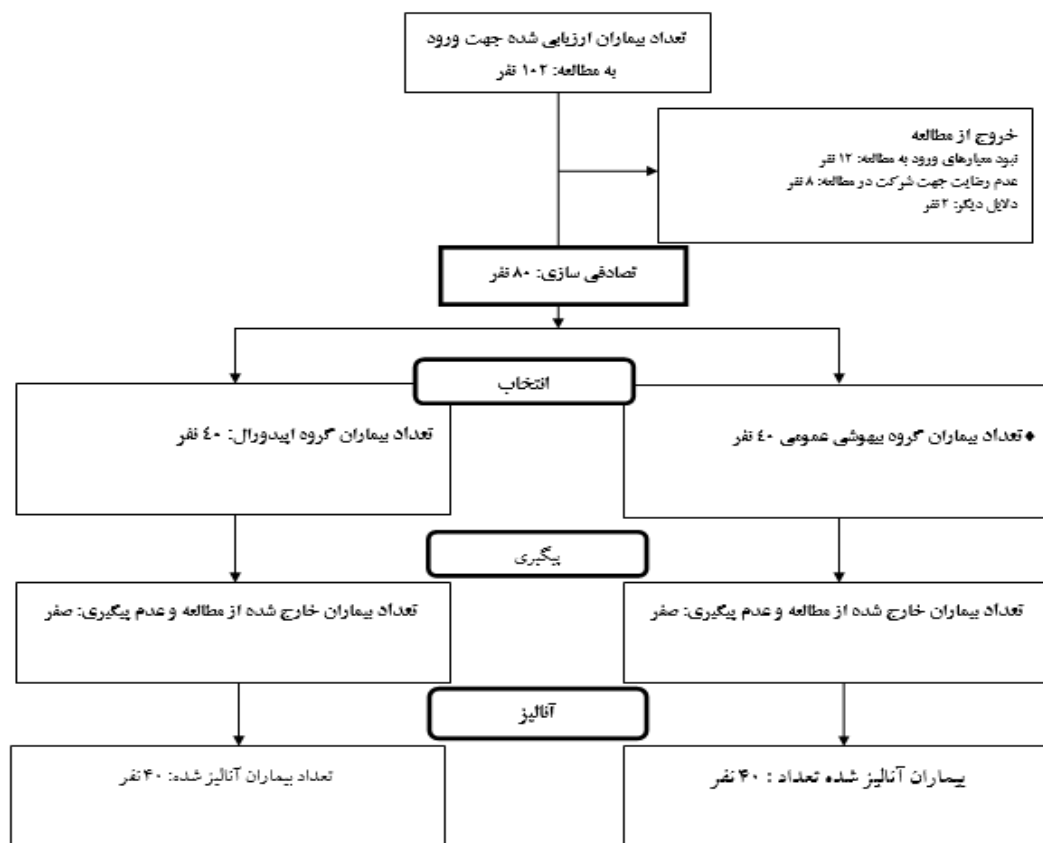 تعداد بیماران ارزیابی شده جهت ورود
به مطالعه: ۱۰۲ نفر
خروج از مطالعه
نبود معیارهای ورود به مطالعه: ۱۲ نفر
عدم رضایت جهت شرکت در مطالعه: ۸ نفر
دلایل دیگر: ۲ نفر
تصادفی سازی: ۸۰ نفر
انتخاب
♦ تعداد بیماران گروه بیهوشی عمومی ٤٠ نفر
تعداد بیماران گروه اپیدورال: ٤٠ نفر
پیگیری
تعداد بیماران خارج شده از مطالعه و عدم پیگیری: صفر
تعداد بیماران خارج شده از مطالعه و عدم پیگیری: صفر
آنالیز
بیماران آنالیز شده تعداد : ۴۰ نفر
تعداد بیماران آنالیز شده: ۴۰ نفر